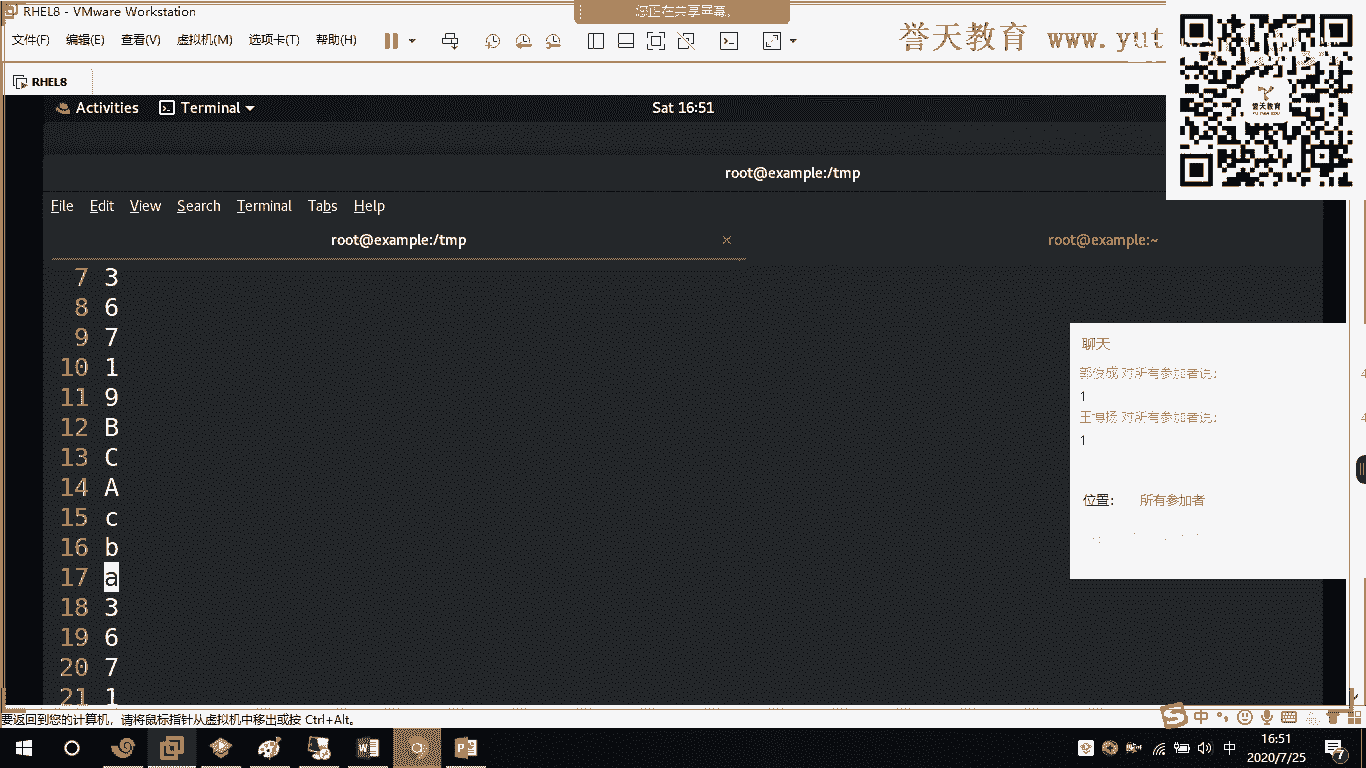 RHEL8 - VMware Workstation
您正在共享屏幕。
文件(F) 编辑(E) 查看(V) 虚拟机(M) 选项卡(T) 帮助(H)
誉天教育 www.yut
誉天教育
RHEL8
Activities Terminal Sat 16:51
root@example:/tmp
File Edit View Search Terminal Tabs Help
root@example:/tmp × root@example:~
7 3
8 6
9 7
10 1
11 9
12 B
13 C
14 A
15 c
16 b
17 a
18 3
19 6
20 7
21 1
聊天
郭俊成 对所有参加者说:
1
对所有参加者说:
1
位置: 所有参加者
要返回到您的计算机，请将鼠标指针从虚拟机中移出或按 Ctrl+Alt。
中
中
16:51
2020/7/25
7